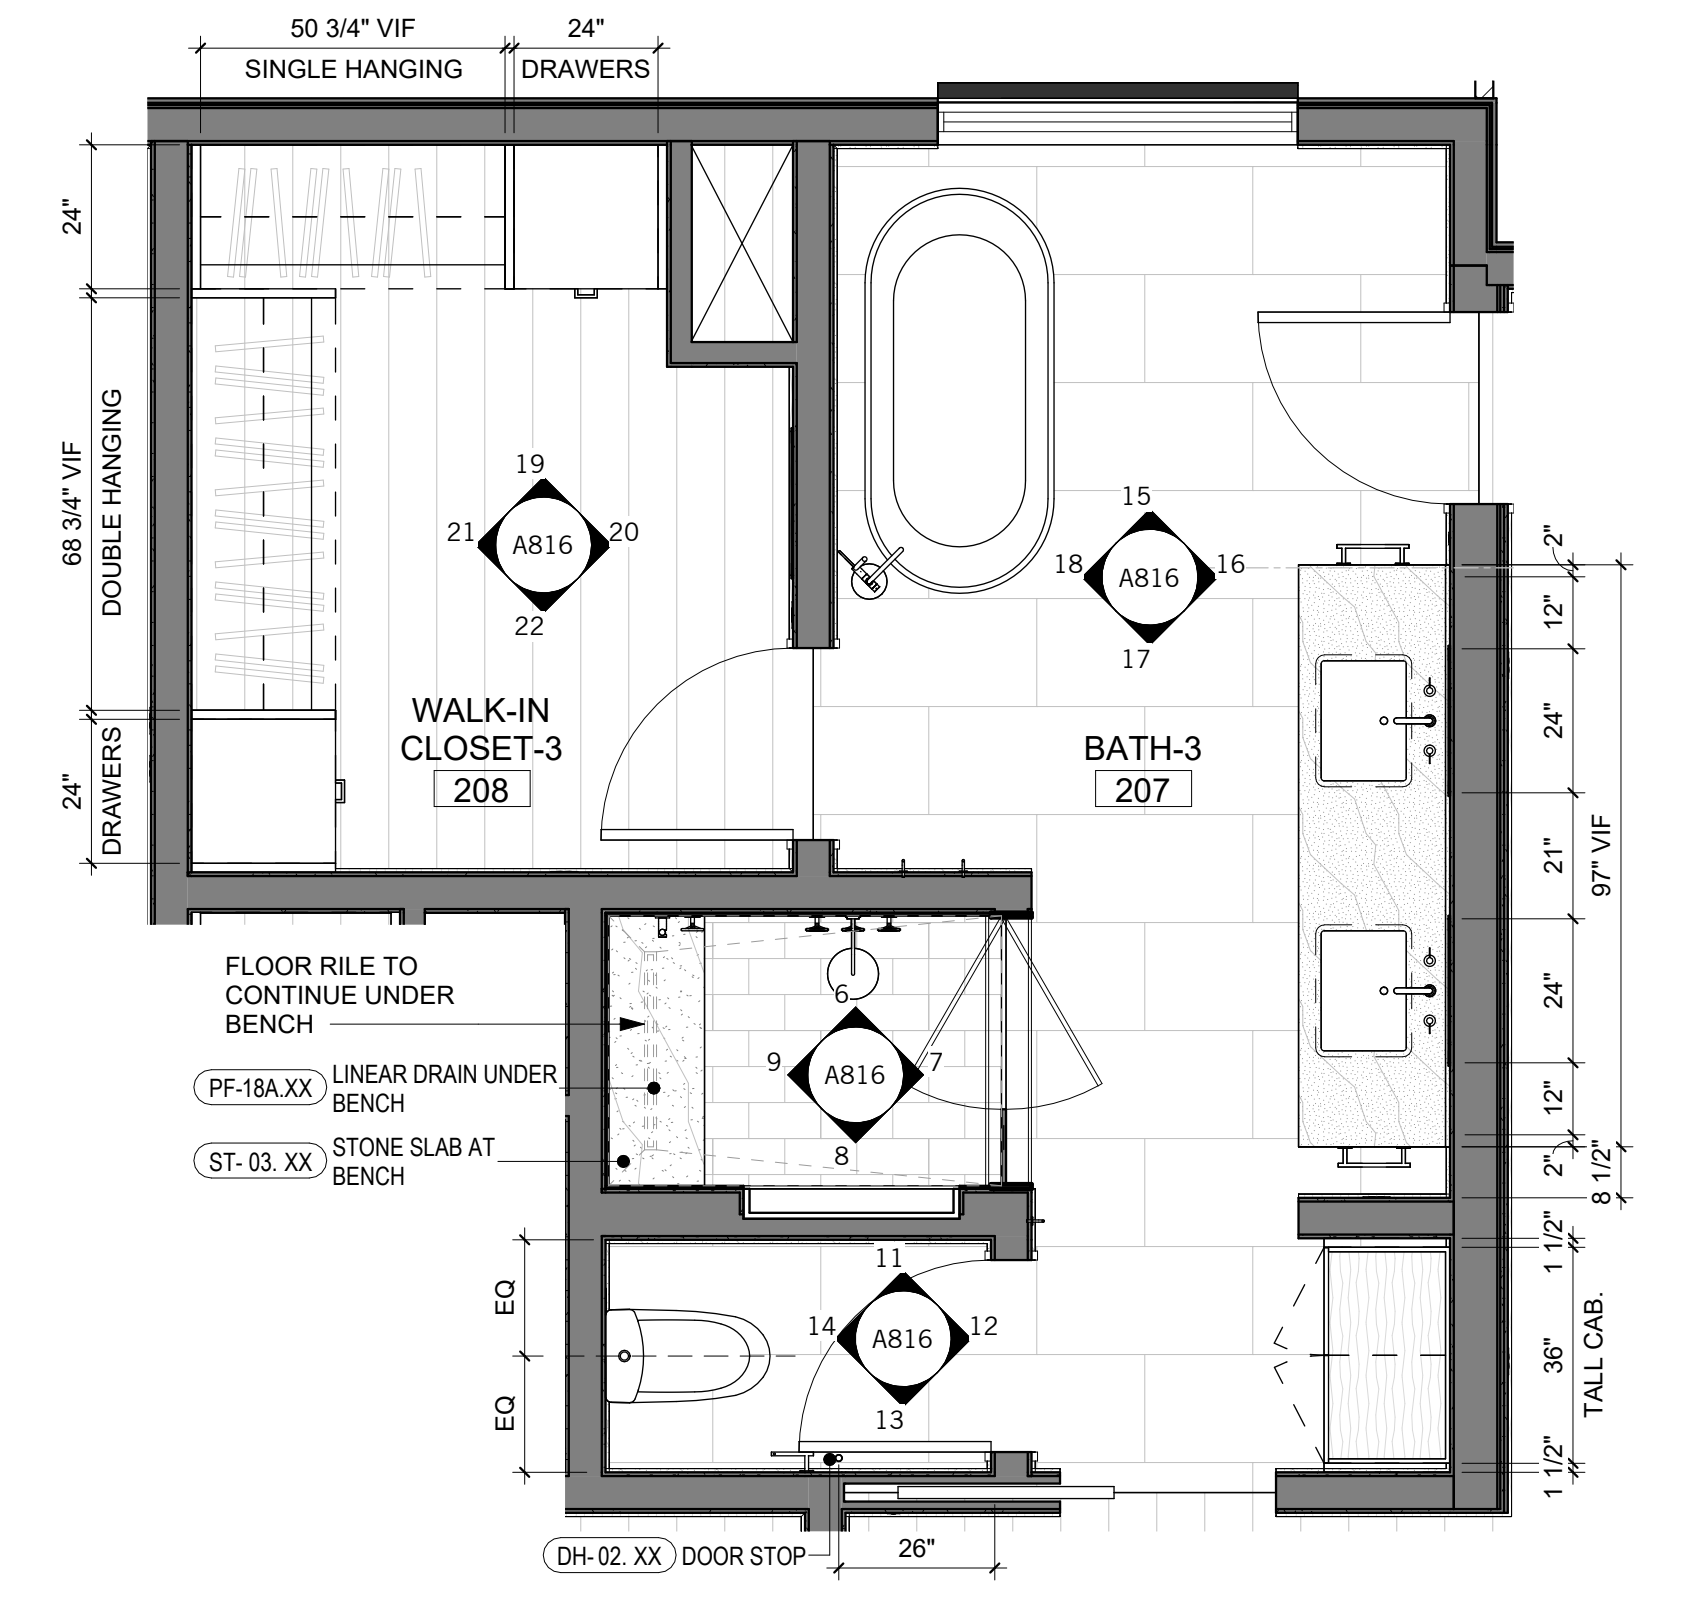 50 3/4" VIF
24"
SINGLE HANGING
DRAWERS
24"
68 3/4" VIF
DOUBLE HANGING
24"
DRAWERS
19
21
A816
20
22
WALK-IN
CLOSET-3
208
15
18
A816
16
17
BATH-3
207
2"
12"
24"
21"
97" VIF
24"
12"
2"
8 1/2"
1 1/2"
36"
TALL CAB.
1 1/2"
FLOOR RILE TO
CONTINUE UNDER
BENCH
PF-18A.XX
LINEAR DRAIN UNDER
BENCH
ST- 03. XX
STONE SLAB AT
BENCH
6
9
A816
7
8
EQ
EQ
11
14
A816
12
13
DH- 02. XX
DOOR STOP
26"